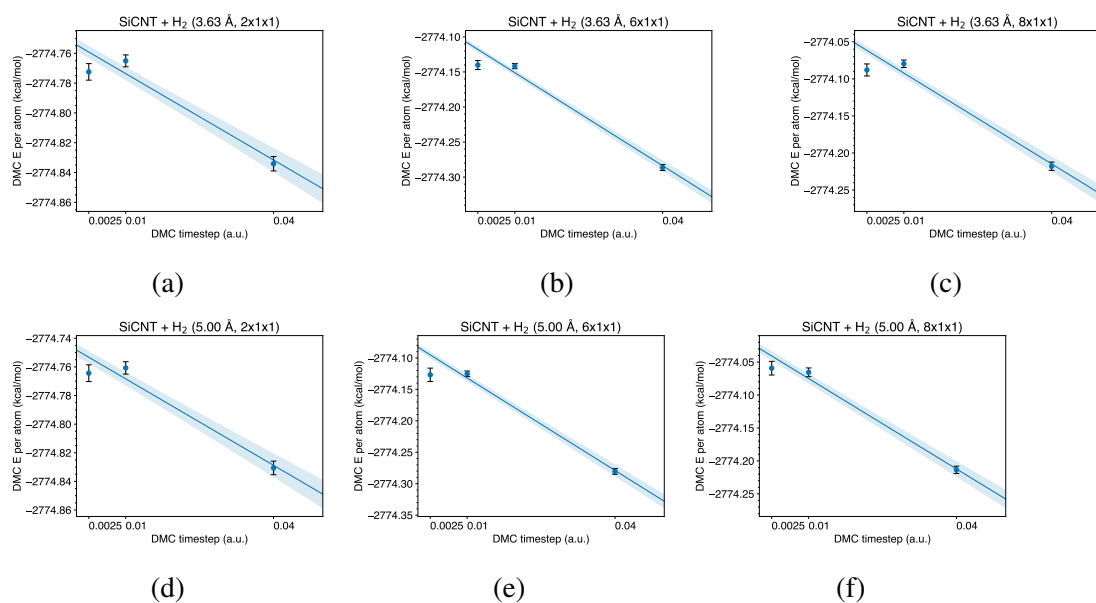 SiCNT + H₂ (3.63 Å, 2x1x1)
DMC E per atom (kcal/mol)
−2774.76
−2774.78
−2774.80
−2774.82
−2774.84
−2774.86
0.0025 0.01 0.04
DMC timestep (a.u.)
(a)
SiCNT + H₂ (3.63 Å, 6x1x1)
DMC E per atom (kcal/mol)
−2774.10
−2774.15
−2774.20
−2774.25
−2774.30
0.0025 0.01 0.04
DMC timestep (a.u.)
(b)
SiCNT + H₂ (3.63 Å, 8x1x1)
DMC E per atom (kcal/mol)
−2774.05
−2774.10
−2774.15
−2774.20
−2774.25
0.0025 0.01 0.04
DMC timestep (a.u.)
(c)
SiCNT + H₂ (5.00 Å, 2x1x1)
DMC E per atom (kcal/mol)
−2774.74
−2774.76
−2774.78
−2774.80
−2774.82
−2774.84
−2774.86
0.0025 0.01 0.04
DMC timestep (a.u.)
(d)
SiCNT + H₂ (5.00 Å, 6x1x1)
DMC E per atom (kcal/mol)
−2774.10
−2774.15
−2774.20
−2774.25
−2774.30
−2774.35
0.0025 0.01 0.04
DMC timestep (a.u.)
(e)
SiCNT + H₂ (5.00 Å, 8x1x1)
DMC E per atom (kcal/mol)
−2774.05
−2774.10
−2774.15
−2774.20
−2774.25
0.0025 0.01 0.04
DMC timestep (a.u.)
(f)